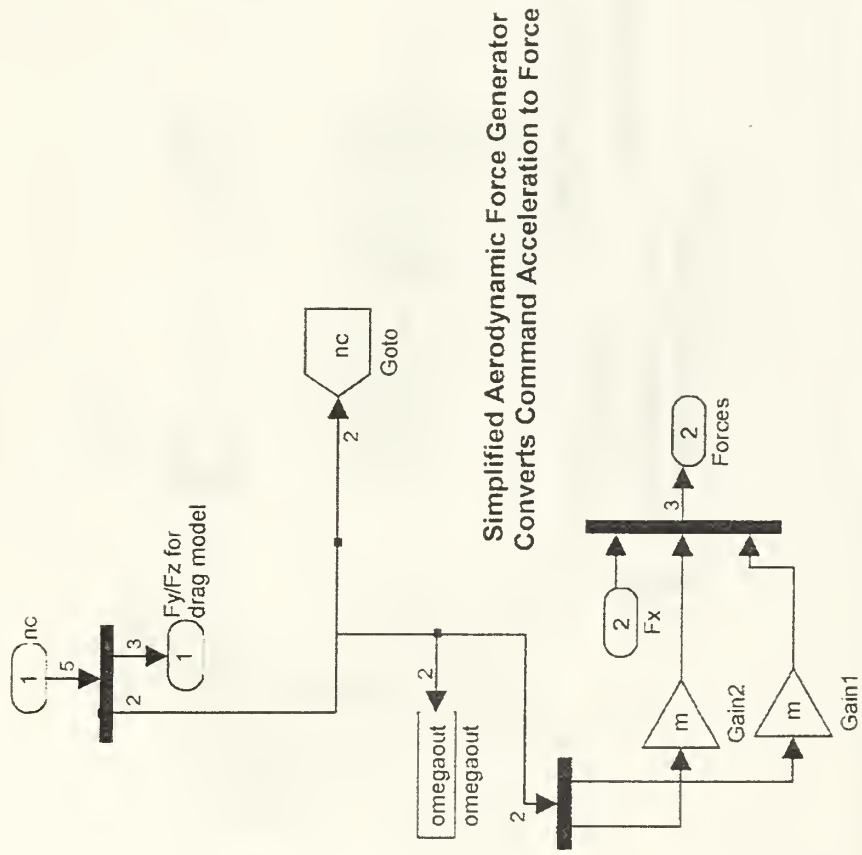 1
nc
5
2
3
1
Fy/Fz for
drag model
2
nc
Goto
2
omegaout
omegaout
2
Simplified Aerodynamic Force Generator
Converts Command Acceleration to Force
2
Fx
3
2
Forces
m
Gain2
m
Gain1